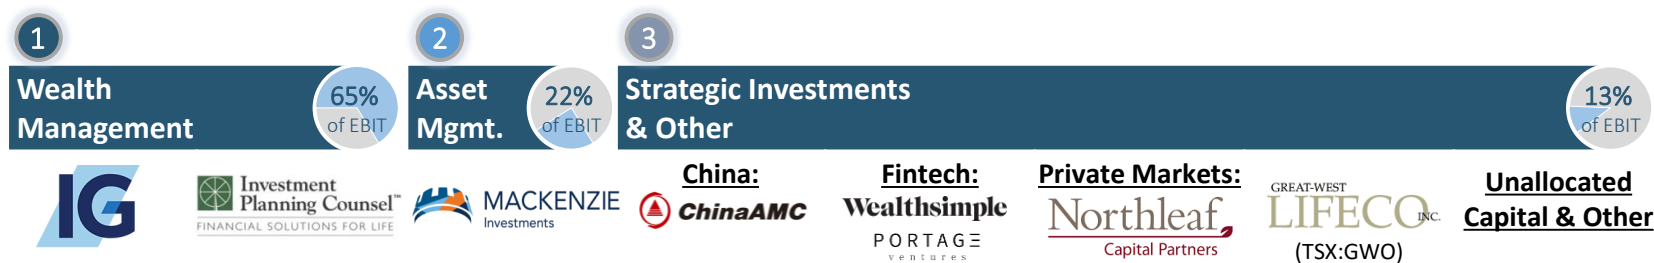 1
Wealth
Management
65%
of EBIT
IG
Investment
Planning Counsel™
FINANCIAL SOLUTIONS FOR LIFE
2
Asset
Mgmt.
22%
of EBIT
MACKENZIE
Investments
3
Strategic Investments
& Other
13%
of EBIT
China:
ChinaAMC
Fintech:
Wealthsimple
PORTAGE
ventures
Private Markets:
Northleaf
Capital Partners
GREAT-WEST
LIFECO INC.
(TSX:GWO)
Unallocated
Capital & Other